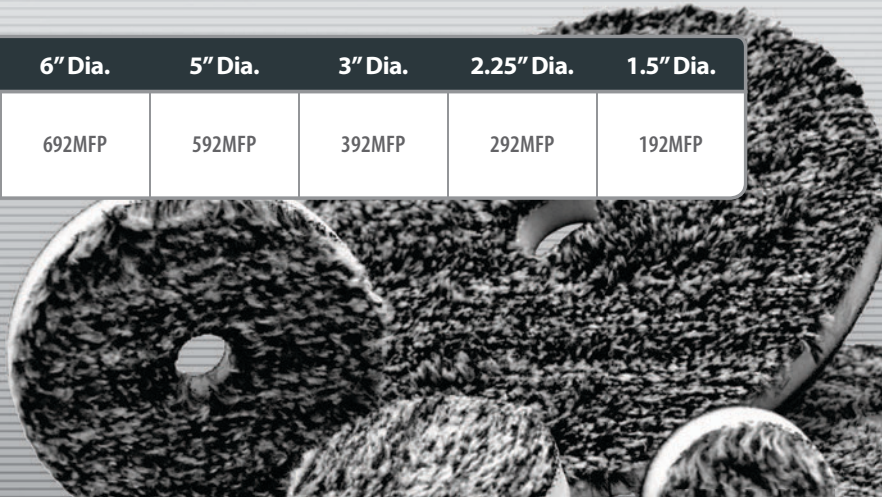 6” Dia. 5” Dia. 3” Dia. 2.25” Dia. 1.5” Dia.
692MFP 592MFP 392MFP 292MFP 192MFP